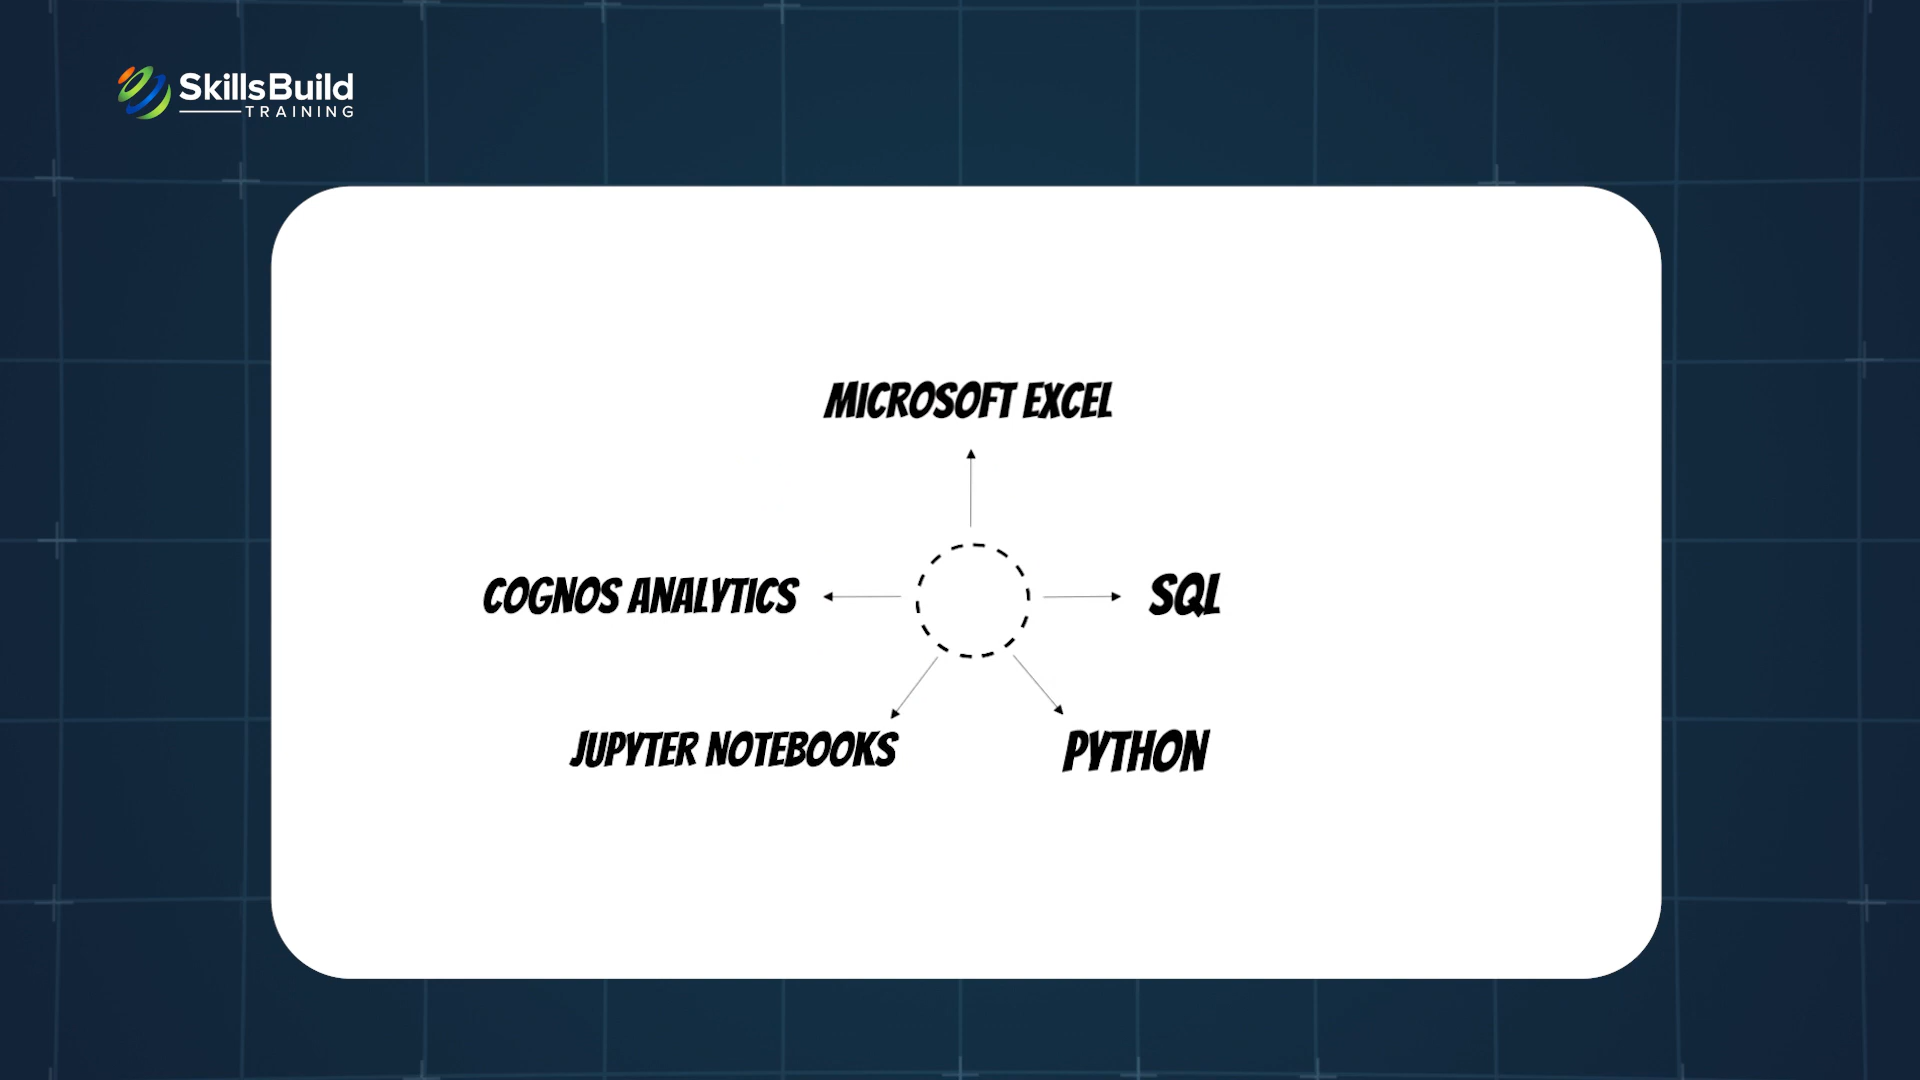 SkillsBuild
TRAINING
MICROSOFT EXCEL
COGNOS ANALYTICS
SQL
JUPYTER NOTEBOOKS
PYTHON